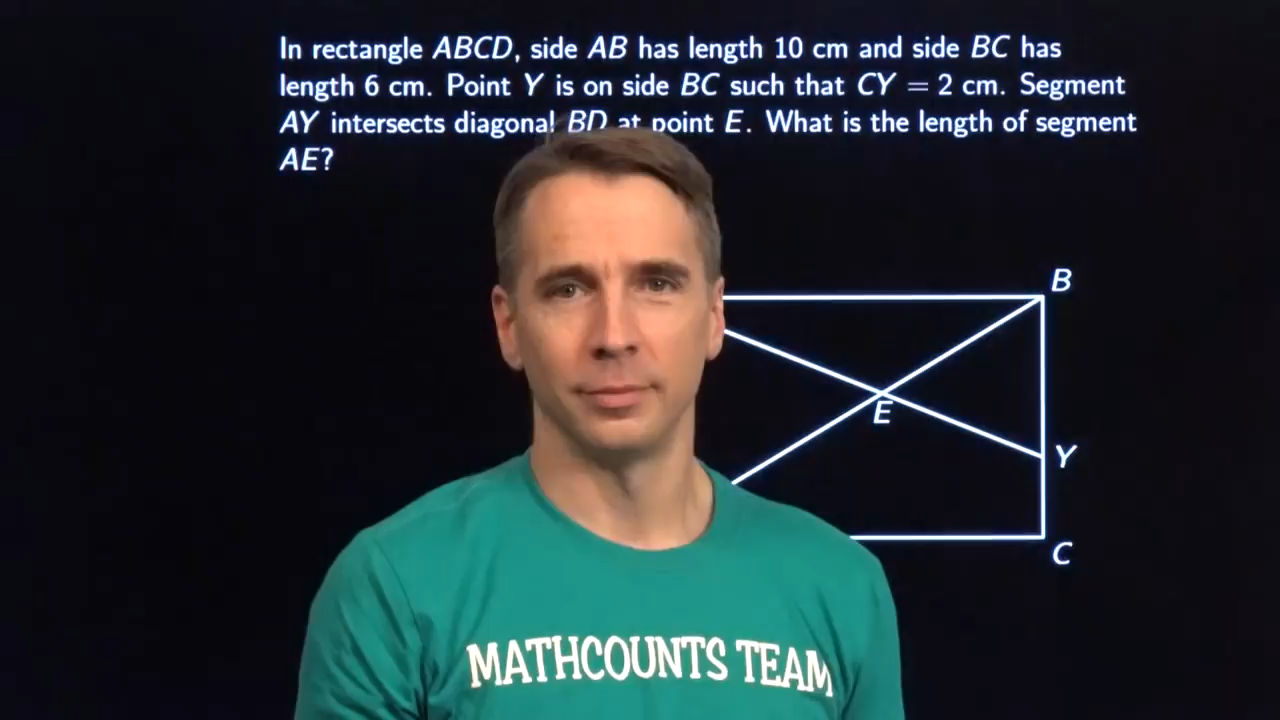 In rectangle ABCD, side AB has length 10 cm and side BC has
length 6 cm. Point Y is on side BC such that CY = 2 cm. Segment
AY intersects diagonal BD at point E. What is the length of segment
AE?
B
E
Y
C
MATHCOUNTS TEAM